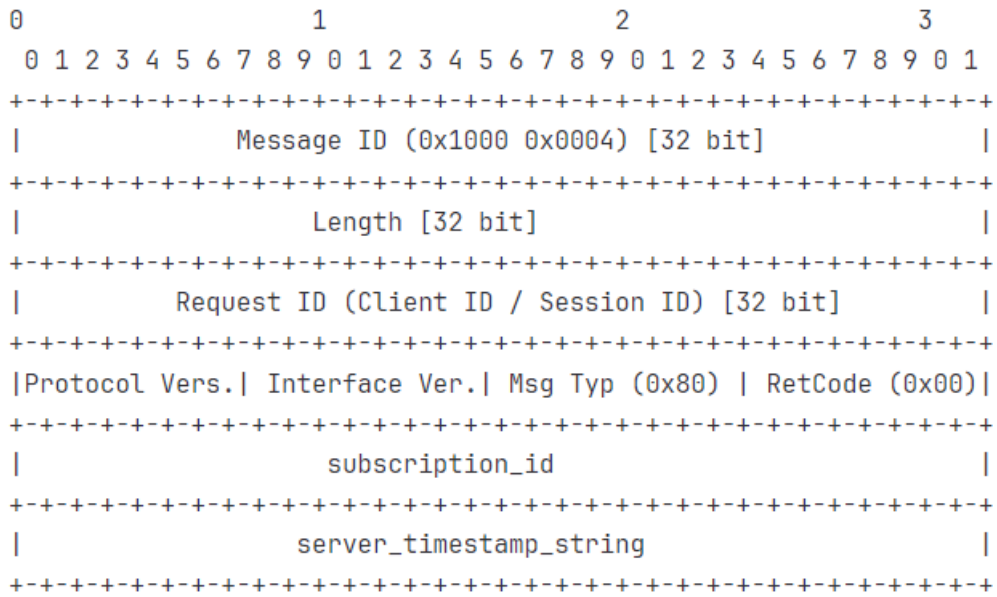 0                   1                   2                   3
 0 1 2 3 4 5 6 7 8 9 0 1 2 3 4 5 6 7 8 9 0 1 2 3 4 5 6 7 8 9 0 1
+-+-+-+-+-+-+-+-+-+-+-+-+-+-+-+-+-+-+-+-+-+-+-+-+-+-+-+-+-+-+-+-+
|              Message ID (0x1000 0x0004) [32 bit]              |
+-+-+-+-+-+-+-+-+-+-+-+-+-+-+-+-+-+-+-+-+-+-+-+-+-+-+-+-+-+-+-+-+
|                   Length [32 bit]                             |
+-+-+-+-+-+-+-+-+-+-+-+-+-+-+-+-+-+-+-+-+-+-+-+-+-+-+-+-+-+-+-+-+
|          Request ID (Client ID / Session ID) [32 bit]         |
+-+-+-+-+-+-+-+-+-+-+-+-+-+-+-+-+-+-+-+-+-+-+-+-+-+-+-+-+-+-+-+-+
|Protocol Vers.| Interface Ver.| Msg Typ (0x80) | RetCode (0x00)|
+-+-+-+-+-+-+-+-+-+-+-+-+-+-+-+-+-+-+-+-+-+-+-+-+-+-+-+-+-+-+-+-+
|                    subscription_id                            |
+-+-+-+-+-+-+-+-+-+-+-+-+-+-+-+-+-+-+-+-+-+-+-+-+-+-+-+-+-+-+-+-+
|                  server_timestamp_string                      |
+-+-+-+-+-+-+-+-+-+-+-+-+-+-+-+-+-+-+-+-+-+-+-+-+-+-+-+-+-+-+-+-+